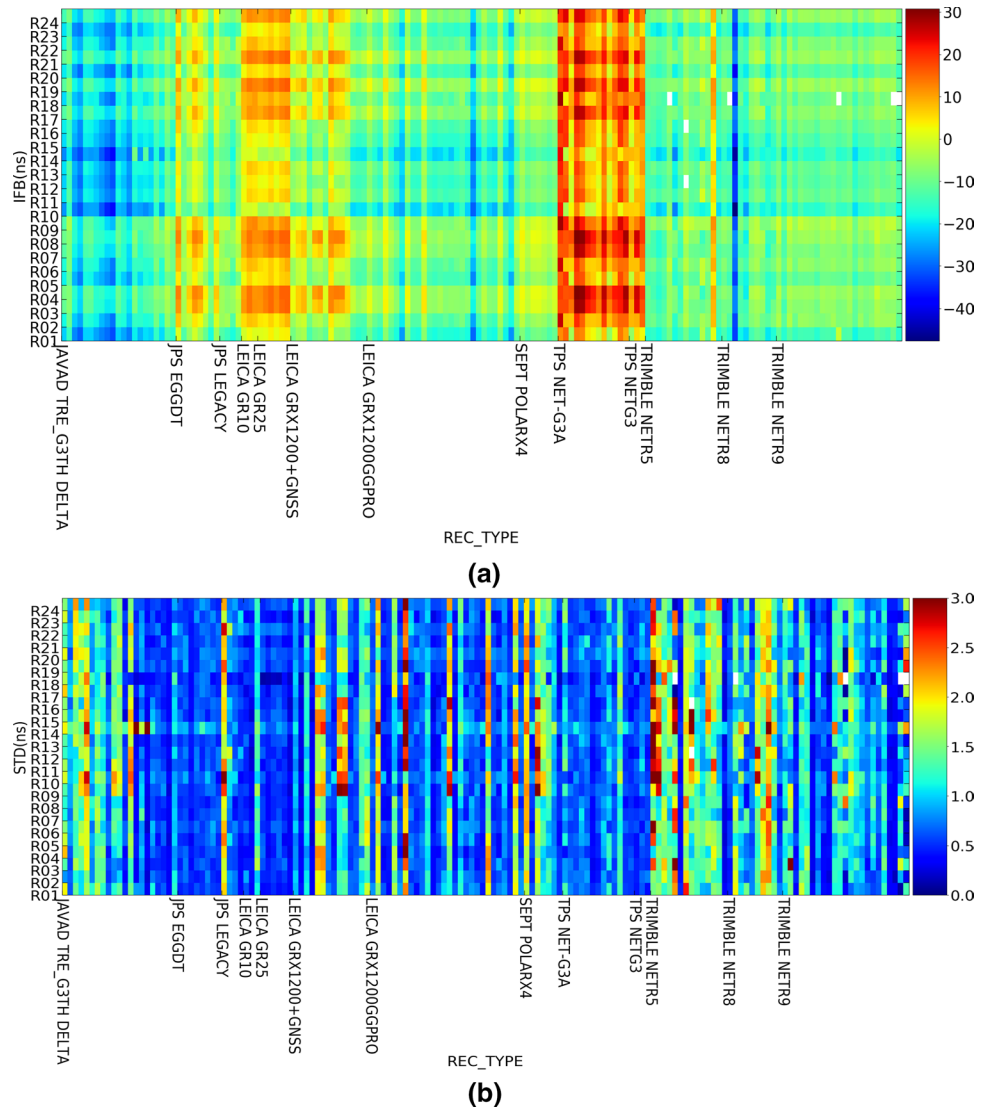 R24
R23
R22
R21
R20
R19
R18
R17
R16
R15
R14
R13
R12
R11
R10
R09
R08
R07
R06
R05
R04
R03
R02
R01
IFB(ns)
30
20
10
0
−10
−20
−30
−40
AVAD TRE_G3TH DELTA
JPS EGGDT
JPS LEGACY
LEICA GR10
LEICA GR25
LEICA GRX1200+GNSS
LEICA GRX1200GGPRO
SEPT POLARX4
TPS NET-G3A
TPS NETG3
TRIMBLE NETR5
TRIMBLE NETR8
TRIMBLE NETR9
REC_TYPE
(a)
R24
R23
R22
R21
R20
R19
R18
R17
R16
R15
R14
R13
R12
R11
R10
R09
R08
R07
R06
R05
R04
R03
R02
R01
STD(ns)
3.0
2.5
2.0
1.5
1.0
0.5
0.0
JAVAD TRE_G3TH DELTA
JPS EGGDT
JPS LEGACY
LEICA GR10
LEICA GR25
LEICA GRX1200+GNSS
LEICA GRX1200GGPRO
SEPT POLARX4
TPS NET-G3A
TPS NETG3
TRIMBLE NETR5
TRIMBLE NETR8
TRIMBLE NETR9
REC_TYPE
(b)